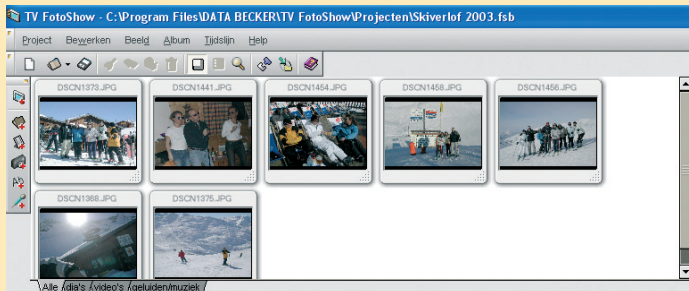 TV FotoShow - C:\Program Files\DATA BECKER\TV FotoShow\Projecten\Skiverlof 2003.fsb
Project Bewerken Beeld Album Tijdslijn Help
DSCN1373.JPG DSCN1441.JPG DSCN1454.JPG DSCN1458.JPG DSCN1456.JPG
DSCN1368.JPG DSCN1375.JPG
Alle dia's video's geluiden/muziek